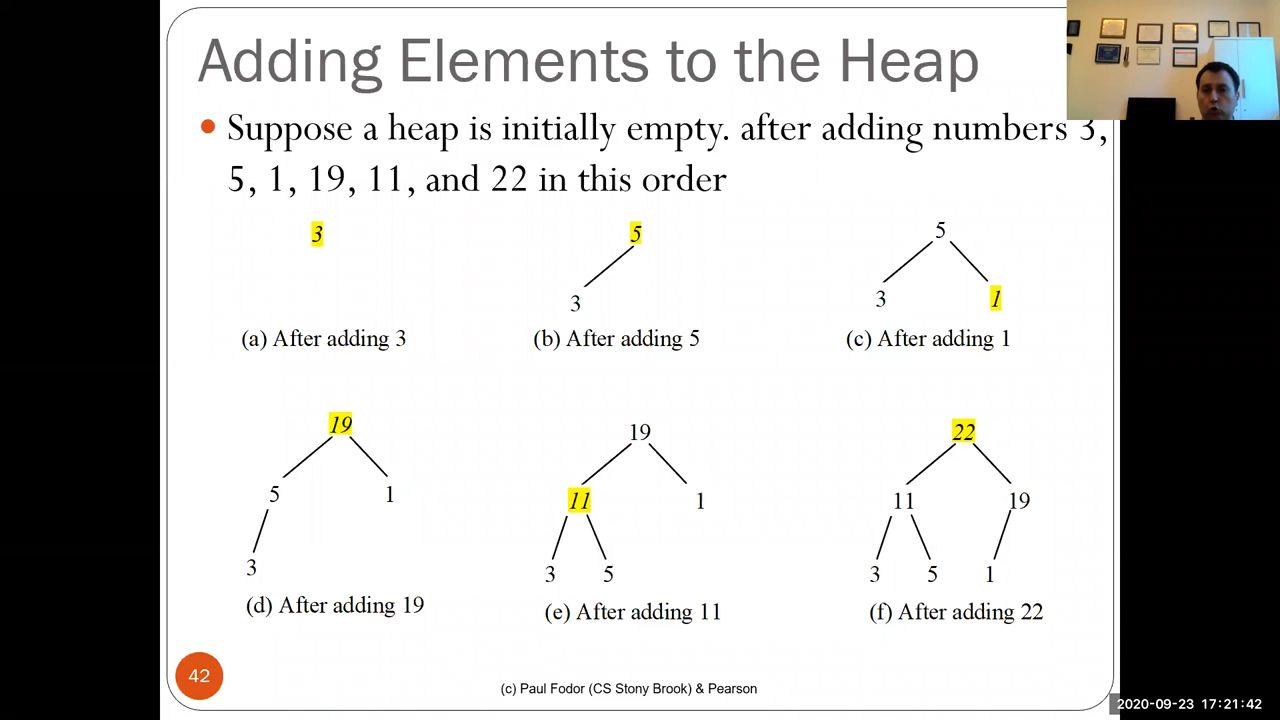 Adding Elements to the Heap
• Suppose a heap is initially empty. after adding numbers 3,
5, 1, 19, 11, and 22 in this order
3
5
3
5
3
1
(a) After adding 3
(b) After adding 5
(c) After adding 1
19
5
1
3
(d) After adding 19
19
11
1
3
5
(e) After adding 11
22
11
19
3
5
1
(f) After adding 22
42
(c) Paul Fodor (CS Stony Brook) & Pearson
2020-09-23 17:21:42